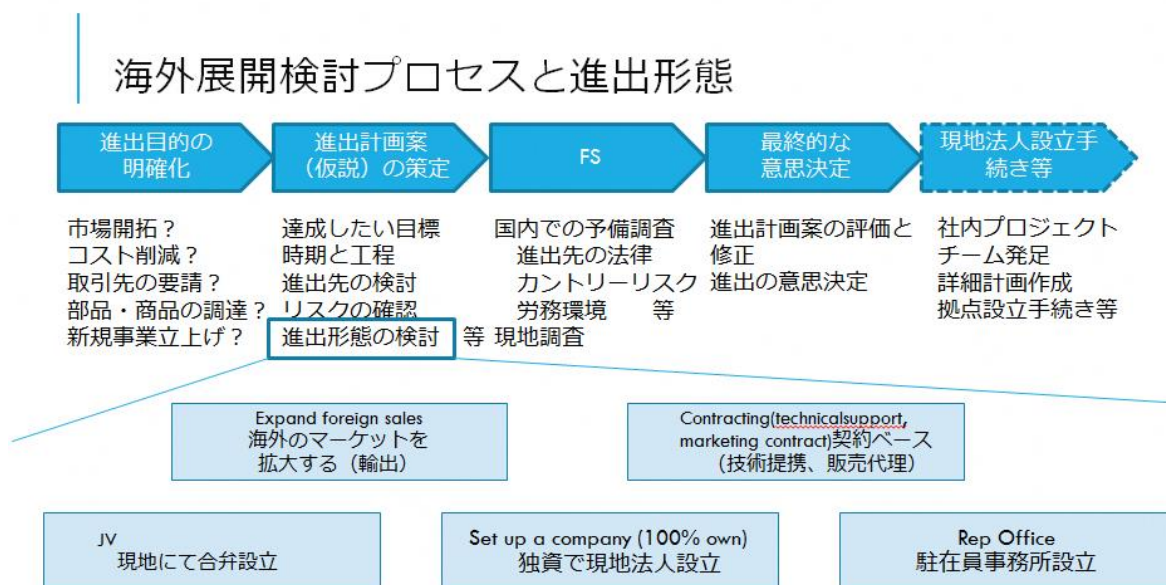 海外展開検討プロセスと進出形態
進出目的の
明確化
進出計画案
（仮説）の策定
FS
最終的な
意思決定
現地法人設立手
続き等
市場開拓？
コスト削減？
取引先の要請？
部品・商品の調達？
新規事業立上げ？
達成したい目標
時期と工程
進出先の検討
リスクの確認
進出形態の検討 等
国内での予備調査
進出先の法律
カントリーリスク
労務環境 等
現地調査
進出計画案の評価と
修正
進出の意思決定
社内プロジェクト
チーム発足
詳細計画作成
拠点設立手続き等
Expand foreign sales
海外のマーケットを
拡大する（輸出）
Contracting(technicalsupport,
marketing contract)契約ベース
（技術提携、販売代理）
JV
現地にて合弁設立
Set up a company (100% own)
独資で現地法人設立
Rep Office
駐在員事務所設立